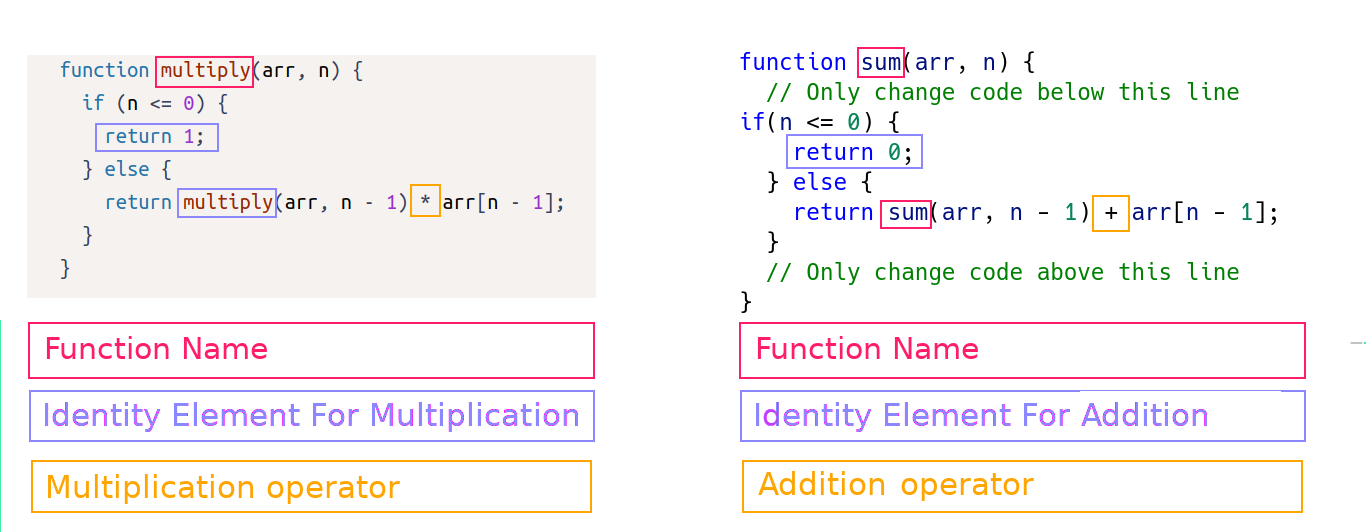 function multiply(arr, n) {
if (n <= 0) {
return 1;
} else {
return multiply(arr, n - 1) * arr[n - 1];
}
}
Function Name
Identity Element For Multiplication
Multiplication operator
function sum(arr, n) {
// Only change code below this line
if(n <= 0) {
return 0;
} else {
return sum(arr, n - 1) + arr[n - 1];
}
// Only change code above this line
}
Function Name
Identity Element For Addition
Addition operator